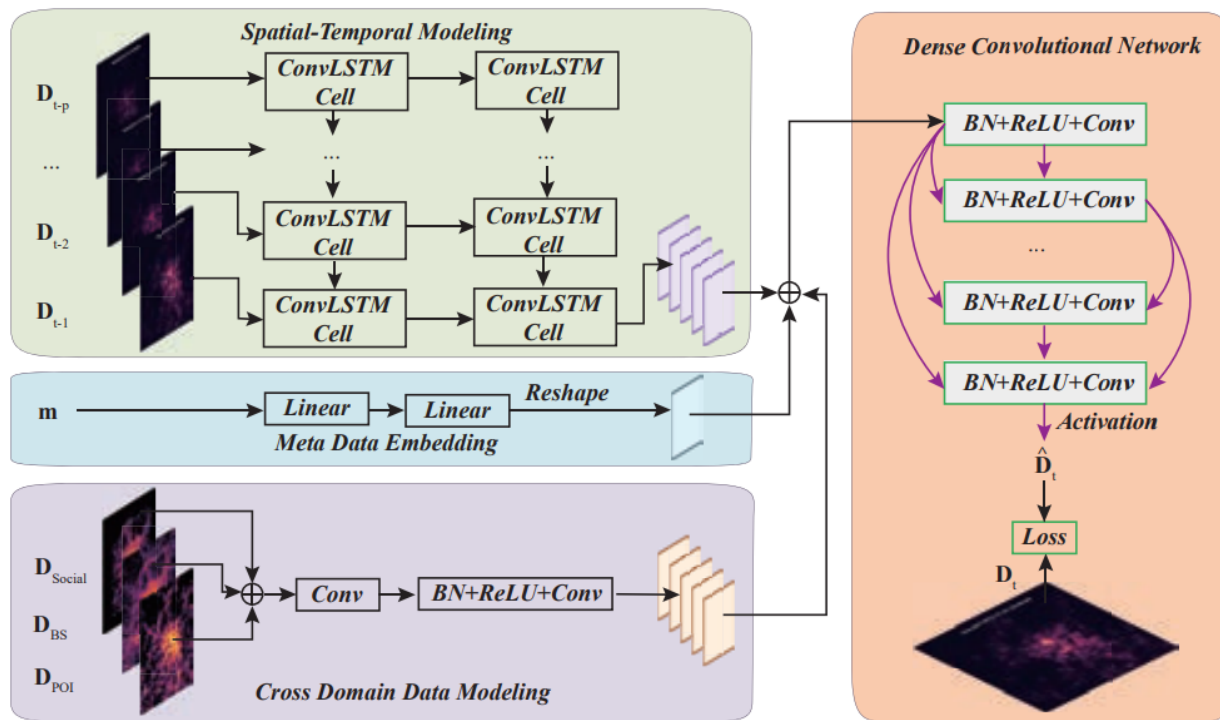 Spatial-Temporal Modeling
D_{t-p}
...
D_{t-2}
D_{t-1}
ConvLSTM
Cell
ConvLSTM
Cell
...
...
ConvLSTM
Cell
ConvLSTM
Cell
ConvLSTM
Cell
ConvLSTM
Cell
m
Linear
Linear
Reshape
Meta Data Embedding
D_{Social}
D_{BS}
D_{POI}
Conv
BN+ReLU+Conv
Cross Domain Data Modeling
Dense Convolutional Network
BN+ReLU+Conv
BN+ReLU+Conv
...
BN+ReLU+Conv
BN+ReLU+Conv
Activation
D̂_t
Loss
D_t